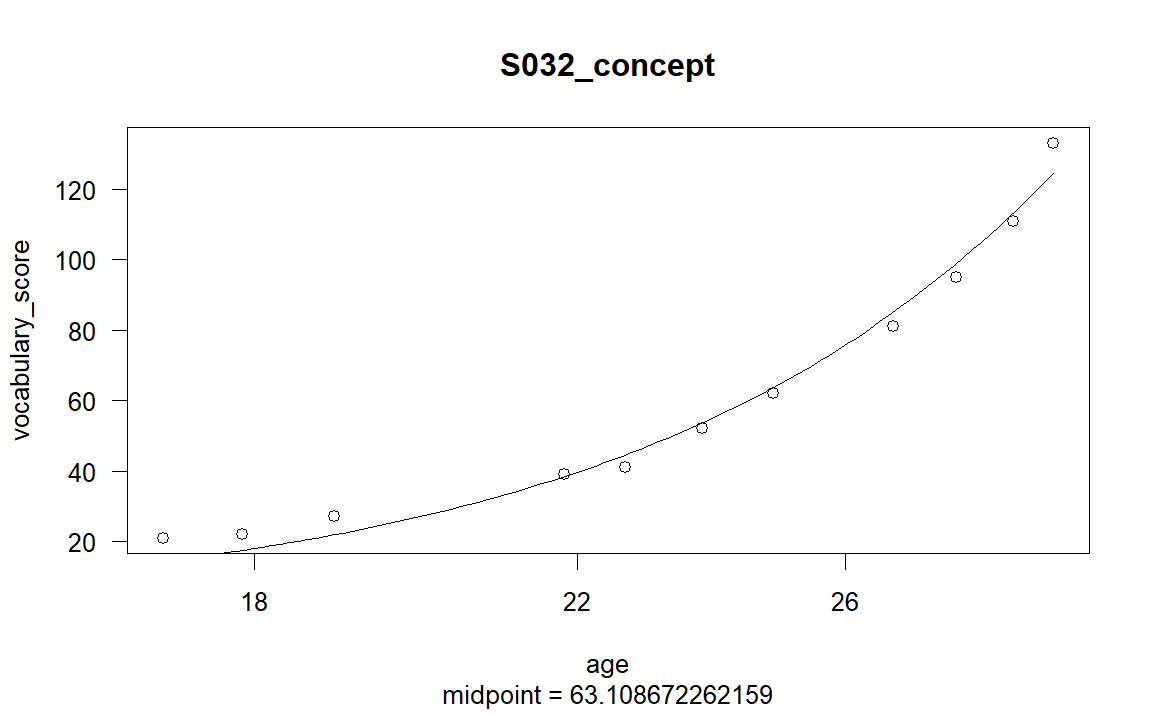 S032_concept
120
100
80
60
40
20
vocabulary_score
18 22 26
age
midpoint = 63.108672262159